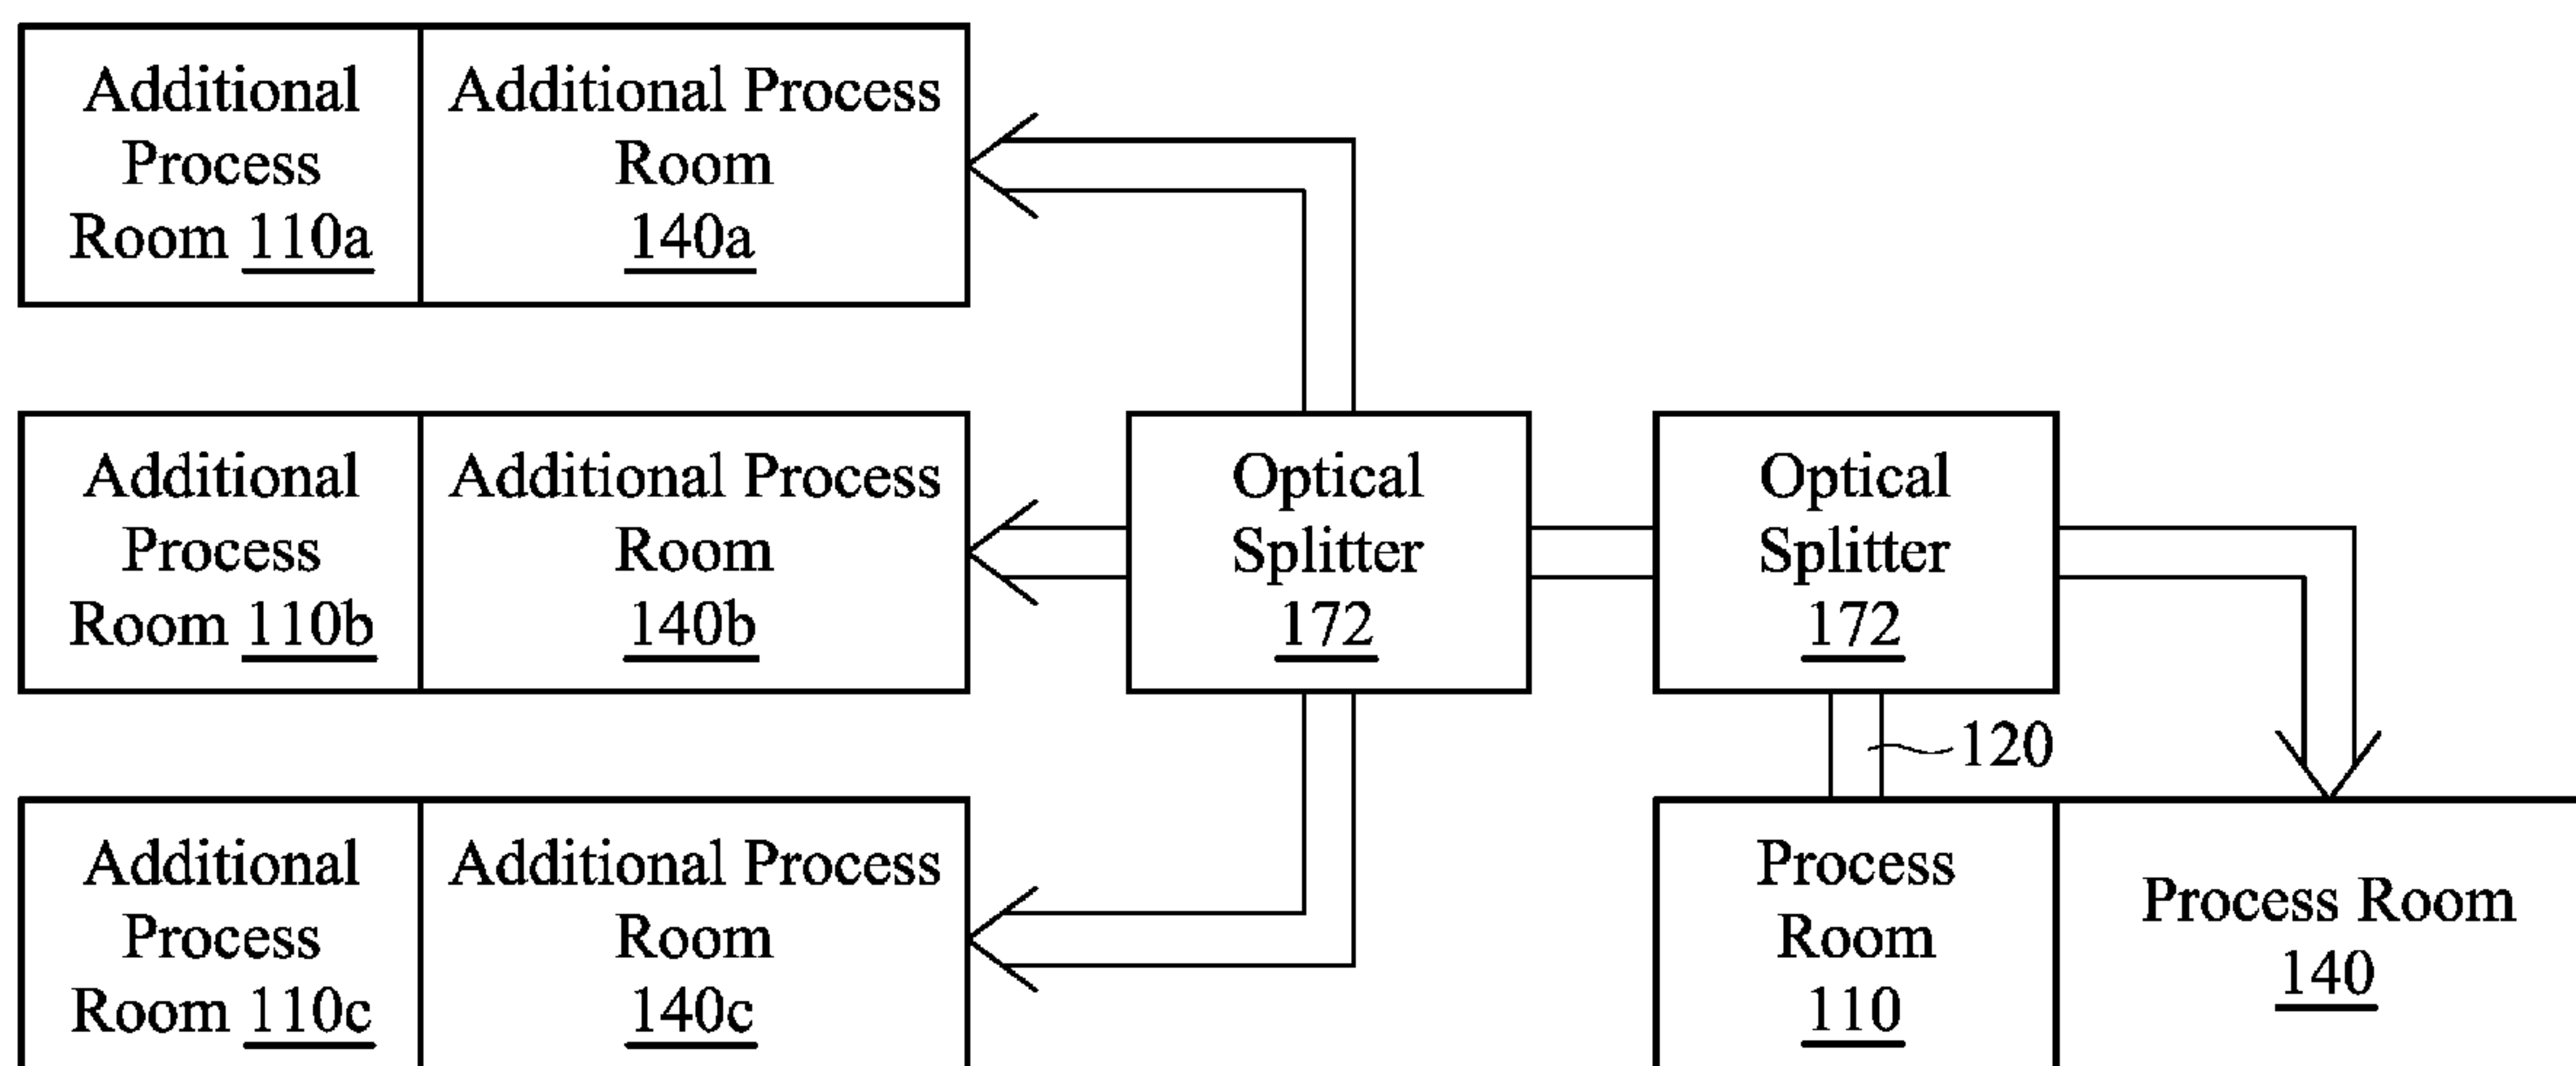 Additional
Process
Room 110a
Additional Process
Room
140a
Additional
Process
Room 110b
Additional Process
Room
140b
Optical
Splitter
172
Optical
Splitter
172
120
Additional
Process
Room 110c
Additional Process
Room
140c
Process
Room
110
Process Room
140